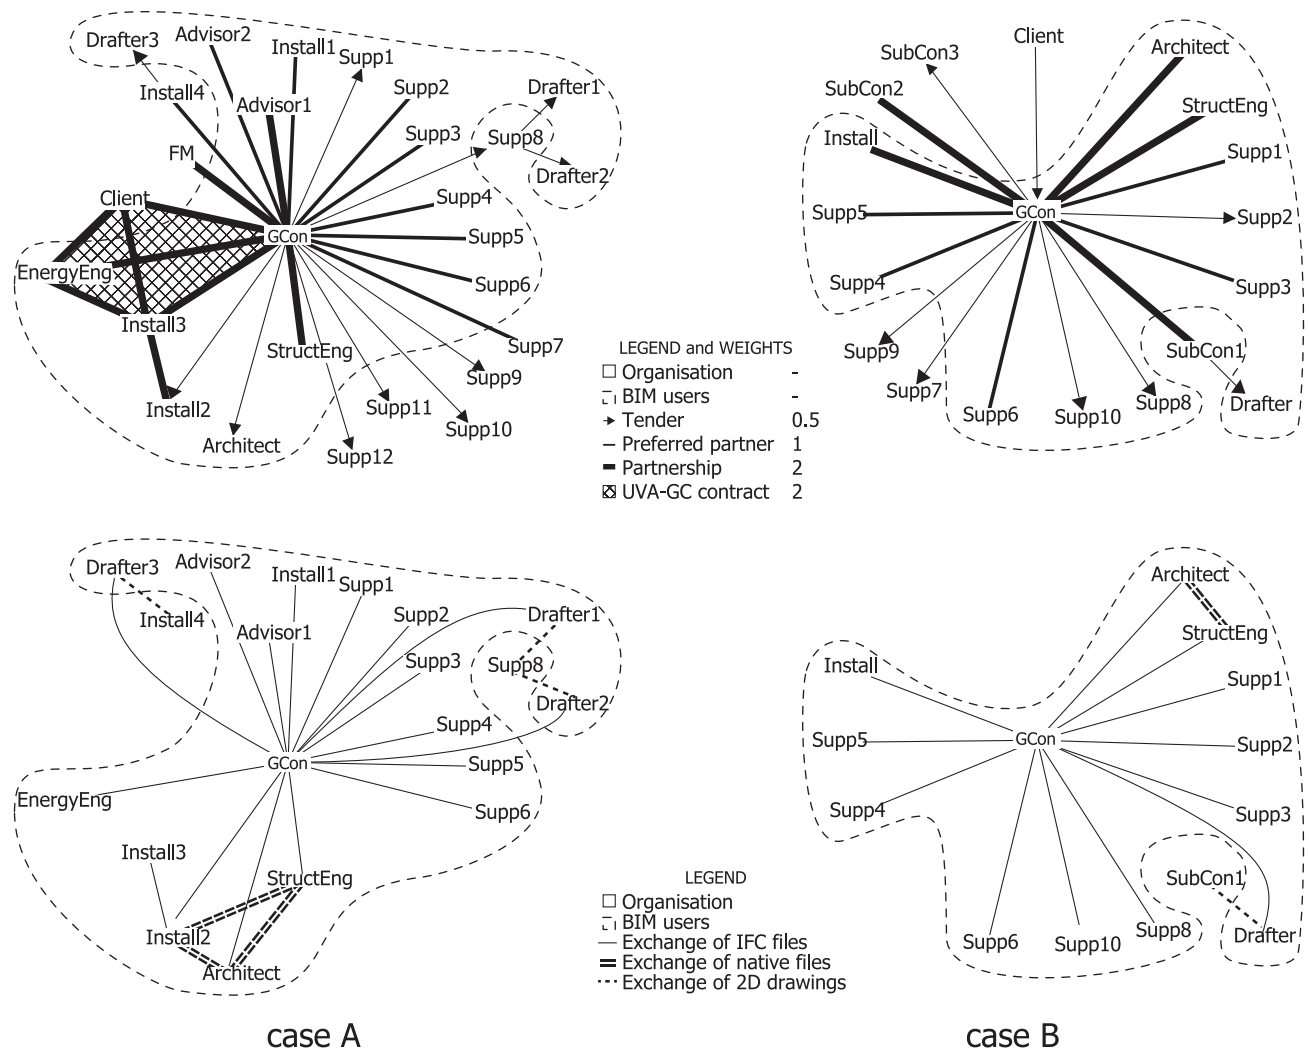 Drafter3
Advisor2
Install1
Supp1
Install4
Advisor1
Supp2
Drafter1
Supp3
Supp8
FM
Drafter2
Client
Supp4
GCon
Supp5
EnergyEng
Supp6
Install3
StructEng
Supp7
Supp9
Install2
Supp11
Architect
Supp10
Supp12
Client
SubCon3
Architect
SubCon2
StructEng
Install
Supp1
Supp5
GCon
Supp2
Supp4
Supp3
Supp9
SubCon1
Supp7
Supp8
Drafter
Supp6
Supp10
LEGEND and WEIGHTS
Organisation -
BIM users -
Tender 0.5
Preferred partner 1
Partnership 2
UVA-GC contract 2
Drafter3
Advisor2
Install1
Supp1
Install4
Advisor1
Supp2
Drafter1
Supp3
Supp8
Drafter2
Supp4
GCon
Supp5
EnergyEng
Supp6
Install3
StructEng
Install2
Architect
Architect
StructEng
Install
Supp1
Supp5
GCon
Supp2
Supp4
Supp3
SubCon1
Supp8
Drafter
Supp6
Supp10
LEGEND
Organisation
BIM users
Exchange of IFC files
Exchange of native files
Exchange of 2D drawings
case A
case B